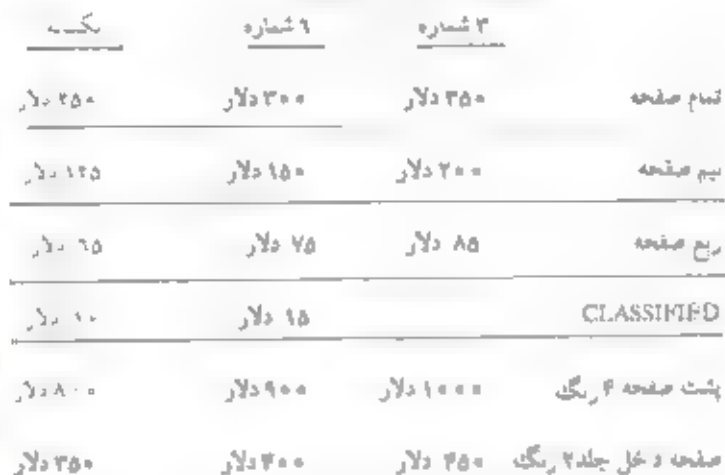 ۳ شماره ۶ شماره
تمام صفحه ۳۵۰ دلار ۳۰۰ دلار ۲۵۰ دلار
نیم صفحه ۲۰۰ دلار ۱۵۰ دلار ۱۲۵ دلار
ربع صفحه ۸۵ دلار ۷۵ دلار ۶۵ دلار
CLASSIFIED ۱۵ دلار ۱۰ دلار
پشت صفحه ۴ رنگ ۱۰۰۰ دلار ۹۰۰ دلار ۸۰۰ دلار
صفحه داخل جلد ۲ رنگ ۴۵۰ دلار ۴۰۰ دلار ۳۵۰ دلار